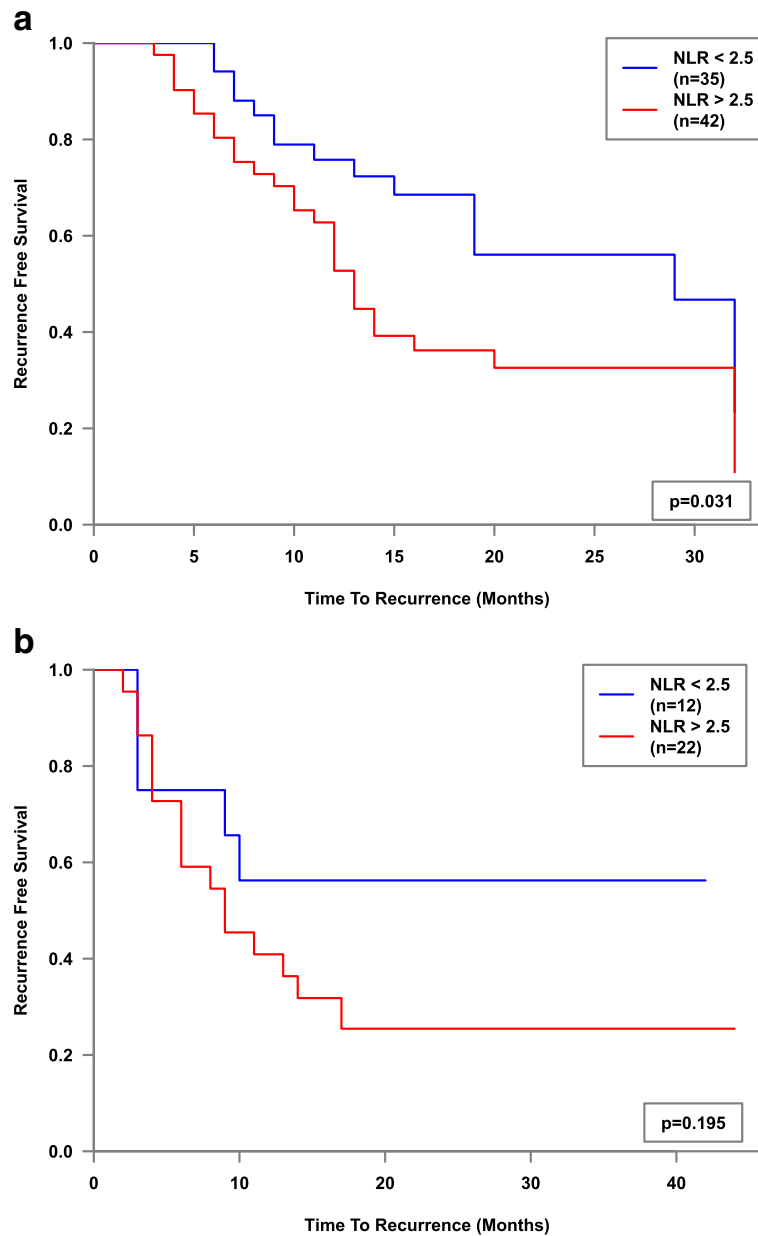 a
1.0
0.8
0.6
0.4
0.2
0.0
Recurrence Free Survival
NLR < 2.5
(n=35)
NLR > 2.5
(n=42)
p=0.031
0 5 10 15 20 25 30
Time To Recurrence (Months)
b
1.0
0.8
0.6
0.4
0.2
0.0
Recurrence Free Survival
NLR < 2.5
(n=12)
NLR > 2.5
(n=22)
p=0.195
0 10 20 30 40
Time To Recurrence (Months)